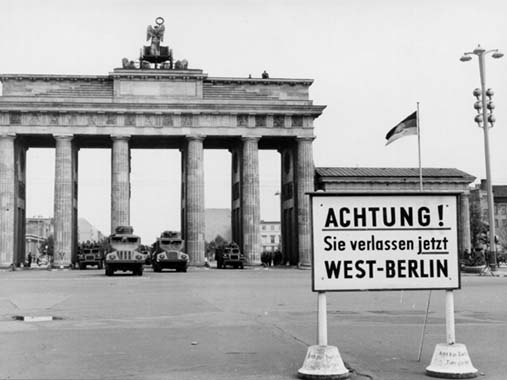 ACHTUNG!
Sie verlassen jetzt
WEST-BERLIN